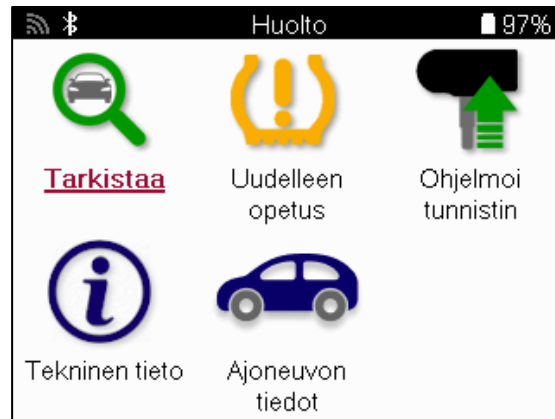 Huolto 97%
Tarkistaa
Uudelleen
opetus
Ohjelmoi
tunnistin
Tekninen tieto
Ajoneuvon
tiedot